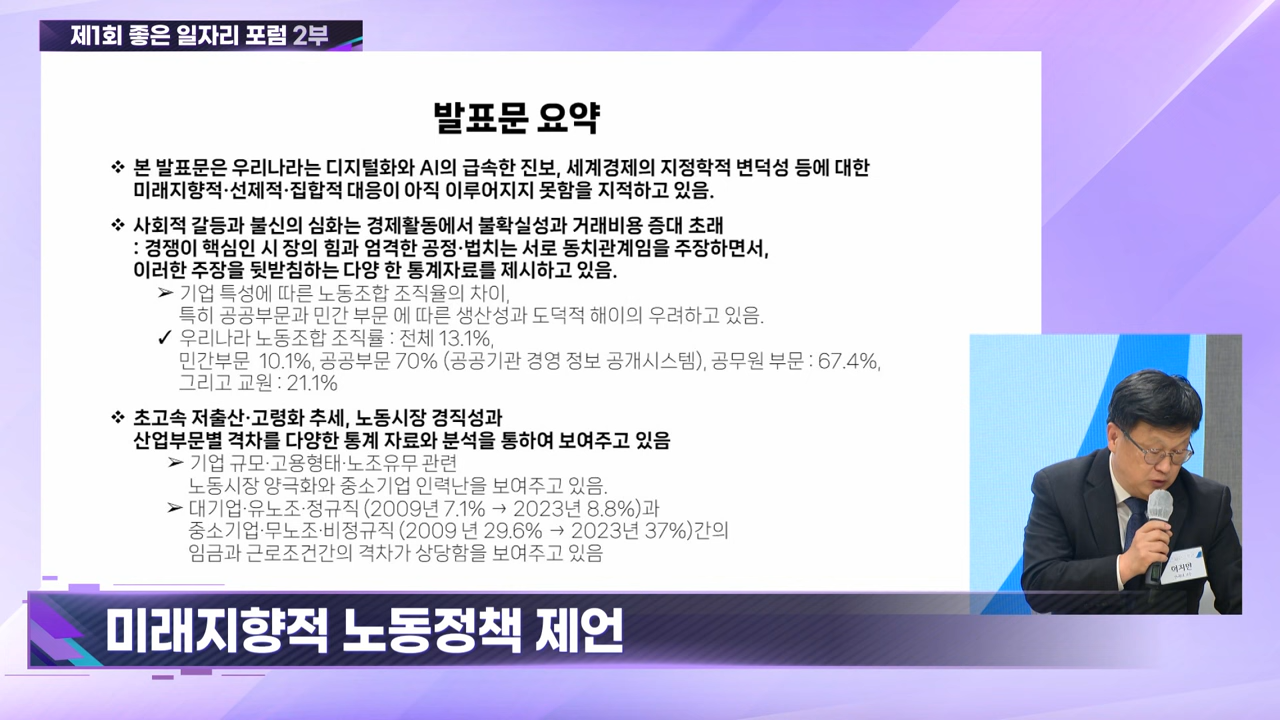 제1회 좋은 일자리 포럼 2부
발표문 요약
❖ 본 발표문은 우리나라는 디지털화와 AI의 급속한 진보, 세계경제의 지정학적 변덕성 등에 대한
미래지향적·선제적·집합적 대응이 아직 이루어지지 못함을 지적하고 있음.
❖ 사회적 갈등과 불신의 심화는 경제활동에서 불확실성과 거래비용 증대 초래
: 경쟁이 핵심인 시 장의 힘과 엄격한 공정·법치는 서로 동치관계임을 주장하면서,
이러한 주장을 뒷받침하는 다양 한 통계자료를 제시하고 있음.
➢ 기업 특성에 따른 노동조합 조직율의 차이,
특히 공공부문과 민간 부문 에 따른 생산성과 도덕적 해이의 우려하고 있음.
✓ 우리나라 노동조합 조직률 : 전체 13.1%,
민간부문 10.1%, 공공부문 70% (공공기관 경영 정보 공개시스템), 공무원 부문 : 67.4%,
그리고 교원 : 21.1%
❖ 초고속 저출산·고령화 추세, 노동시장 경직성과
산업부문별 격차를 다양한 통계 자료와 분석을 통하여 보여주고 있음
➢ 기업 규모·고용형태·노조유무 관련
노동시장 양극화와 중소기업 인력난을 보여주고 있음.
➢ 대기업·유노조·정규직 (2009년 7.1% → 2023년 8.8%)과
중소기업·무노조·비정규직 (2009 년 29.6% → 2023년 37%)간의
임금과 근로조건간의 격차가 상당함을 보여주고 있음
미래지향적 노동정책 제언